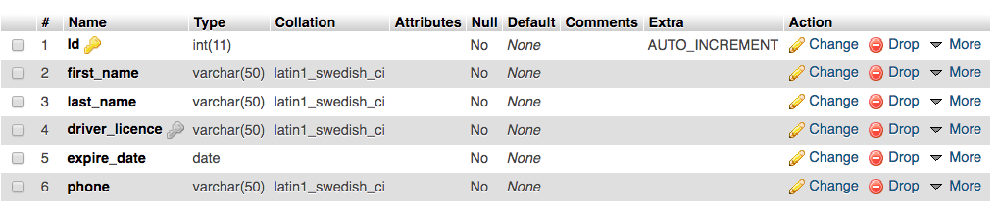 # Name Type Collation Attributes Null Default Comments Extra Action
1 Id int(11) No None AUTO_INCREMENT Change Drop More
2 first_name varchar(50) latin1_swedish_ci No None Change Drop More
3 last_name varchar(50) latin1_swedish_ci No None Change Drop More
4 driver_licence varchar(50) latin1_swedish_ci No None Change Drop More
5 expire_date date No None Change Drop More
6 phone varchar(50) latin1_swedish_ci No None Change Drop More